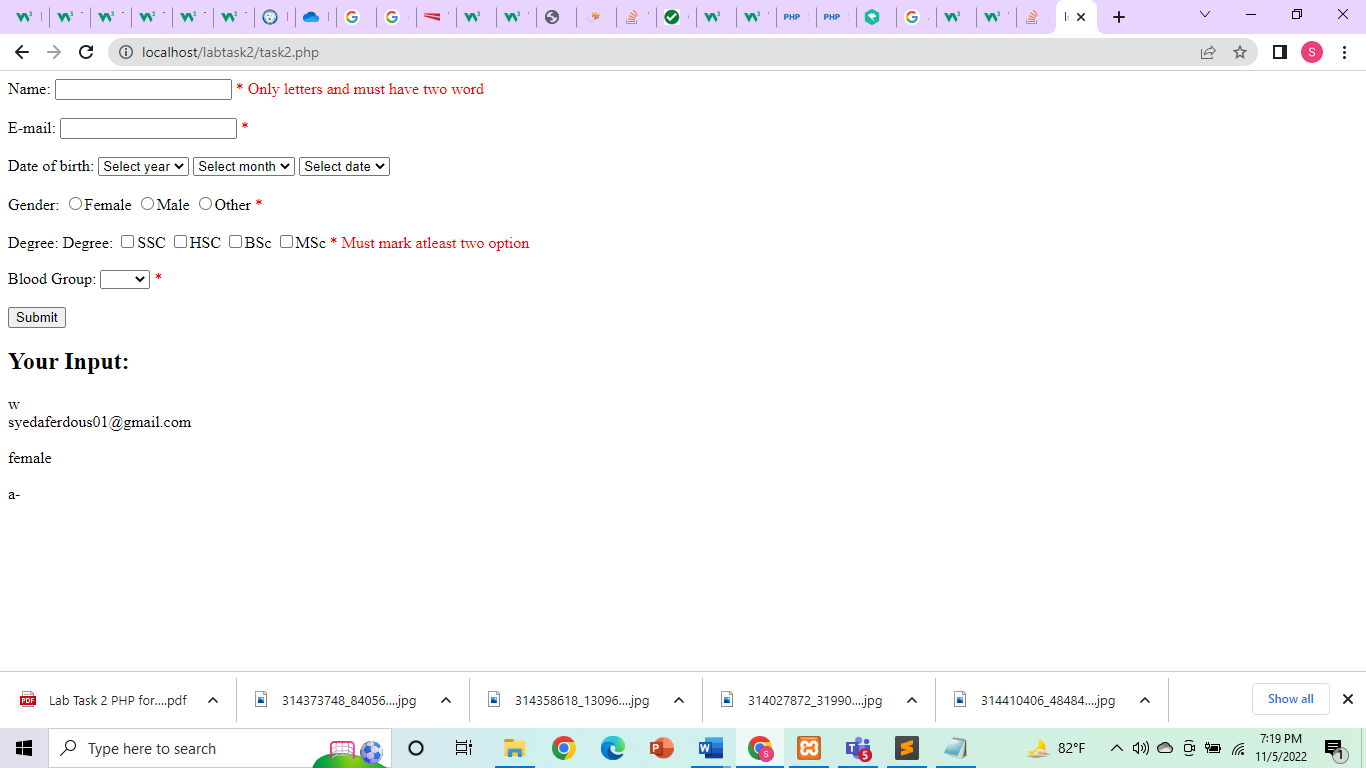 localhost/labtask2/task2.php
S
Name: * Only letters and must have two word
E-mail: *
Date of birth: Select year Select month Select date
Gender: Female Male Other *
Degree: Degree: SSC HSC BSc MSc * Must mark atleast two option
Blood Group: *
Submit
Your Input:
w
syedaferdous01@gmail.com
female
a-
Lab Task 2 PHP for....pdf 314373748_84056....jpg 314358618_13096....jpg 314027872_31990....jpg 314410406_48484....jpg Show all
Type here to search
82°F
7:19 PM
11/5/2022